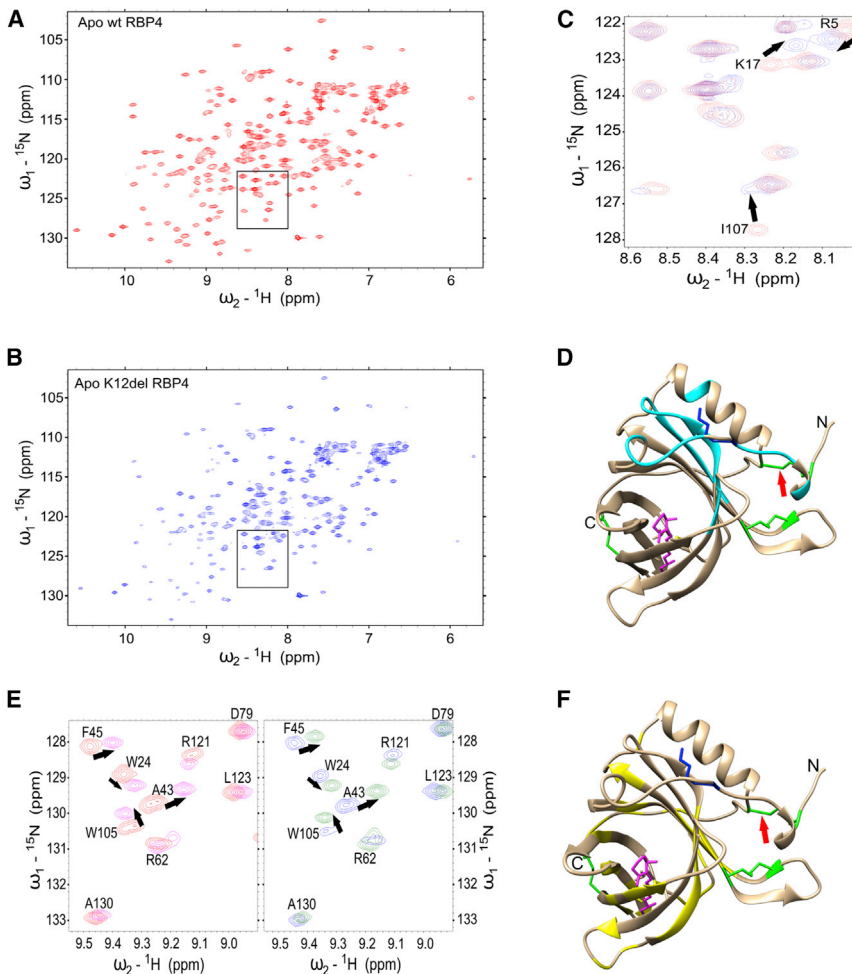 A
Apo wt RBP4
105
110
115
120
125
130
ω1 - 15N (ppm)
10 9 8 7 6
ω2 - 1H (ppm)
B
Apo K12del RBP4
105
110
115
120
125
130
ω1 - 15N (ppm)
10 9 8 7 6
ω2 - 1H (ppm)
C
122
123
124
125
126
127
128
ω1 - 15N (ppm)
R5
K17
I107
8.6 8.5 8.4 8.3 8.2 8.1
ω2 - 1H (ppm)
D
N
C
E
128
129
130
131
132
133
ω1 - 15N (ppm)
F45
D79
R121
W24
A43
L123
W105
R62
A130
9.5 9.4 9.3 9.2 9.1 9.0
ω2 - 1H (ppm)
F45
D79
R121
W24
A43
L123
W105
R62
A130
9.5 9.4 9.3 9.2 9.1 9.0
ω2 - 1H (ppm)
128
129
130
131
132
133
ω1 - 15N (ppm)
F
N
C